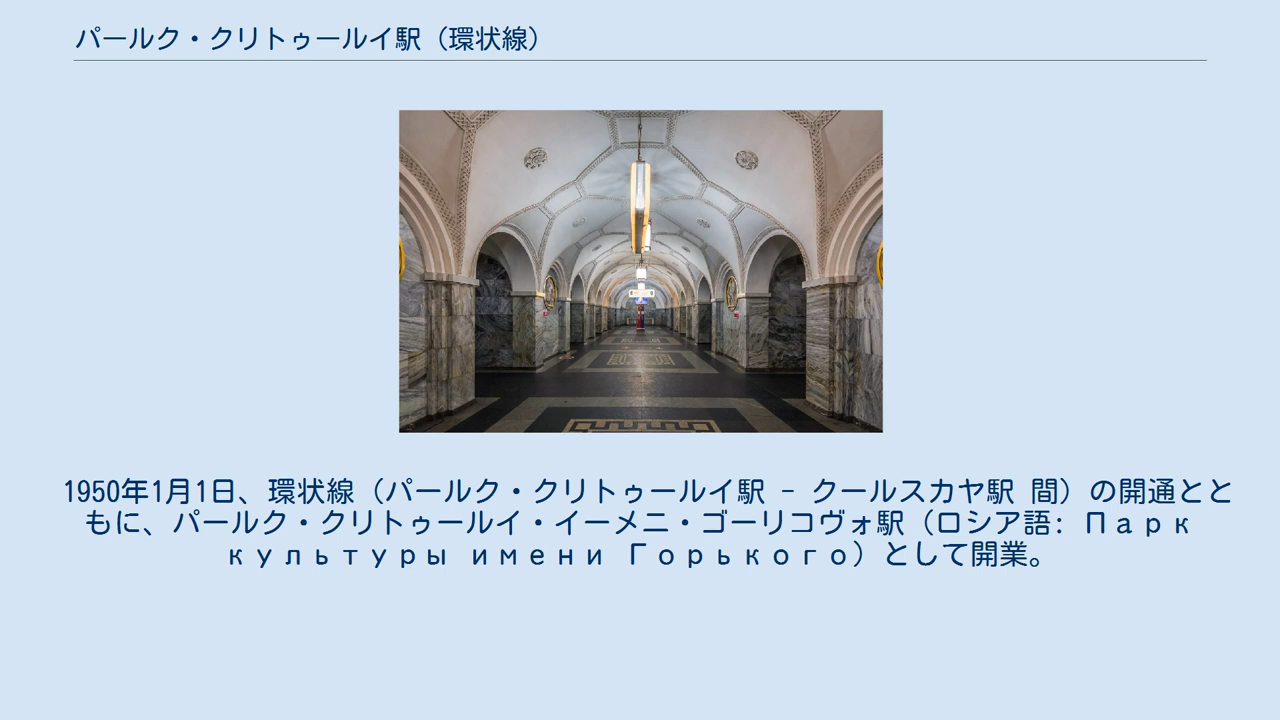 パールク・クリトゥールイ駅（環状線）
1950年1月1日、環状線（パールク・クリトゥールイ駅 - クールスカヤ駅 間）の開通とと
もに、パールク・クリトゥールイ・イーメニ・ゴーリコヴォ駅（ロシア語: Парк
культуры имени Горького）として開業。